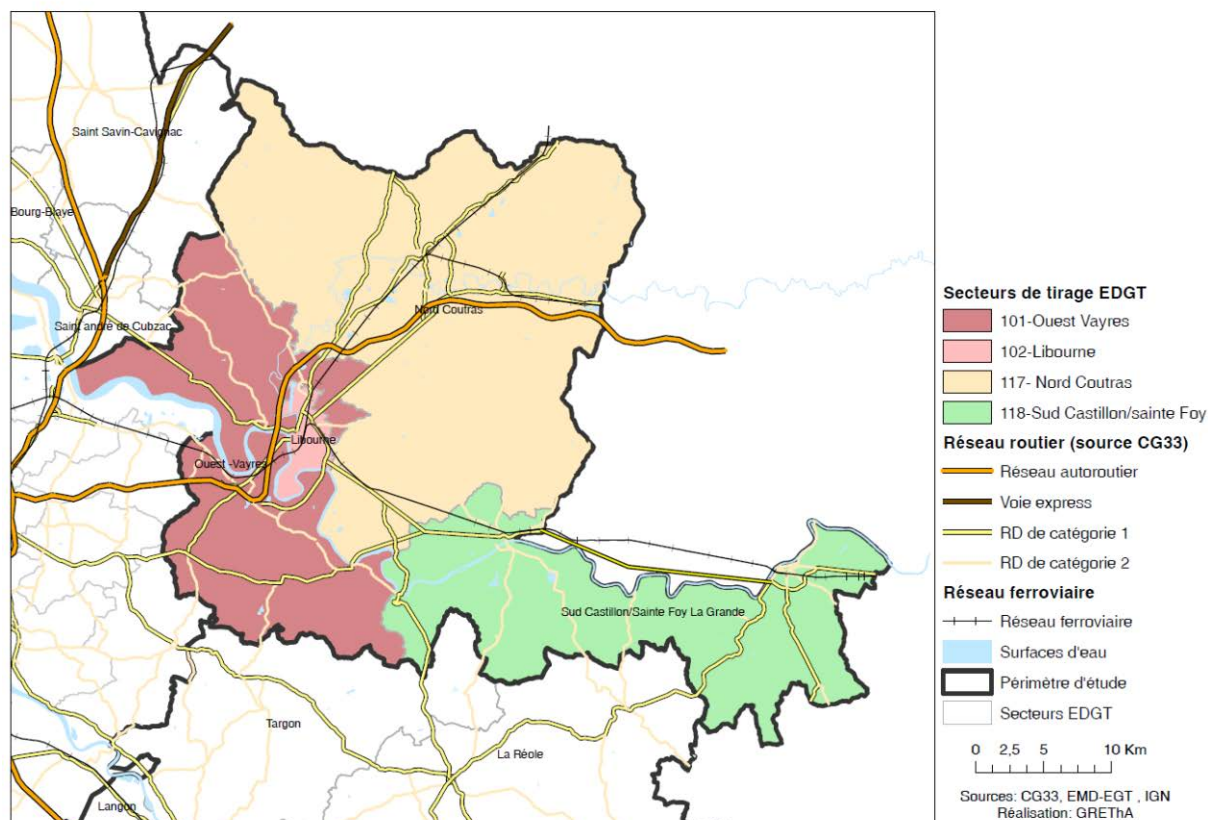 Saint Savin-Cavignac
Bourg-Blaye
Saint andré de Cubzac
Nord Coutras
Libourne
Ouest -Vayres
Sud Castillon/Sainte Foy La Grande
Targon
La Réole
Langon
Secteurs de tirage EDGT
101-Ouest Vayres
102-Libourne
117- Nord Coutras
118-Sud Castillon/sainte Foy
Réseau routier (source CG33)
Réseau autoroutier
Voie express
RD de catégorie 1
RD de catégorie 2
Réseau ferroviaire
Réseau ferroviaire
Surfaces d'eau
Périmètre d'étude
Secteurs EDGT
0 2,5 5 10 Km
Sources: CG33, EMD-EGT , IGN
Réalisation: GREThA